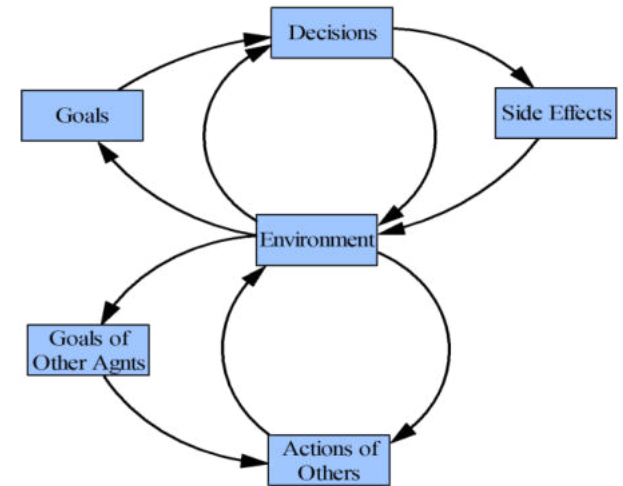 Decisions
Goals
Side Effects
Environment
Goals of
Other Agnts
Actions of
Others